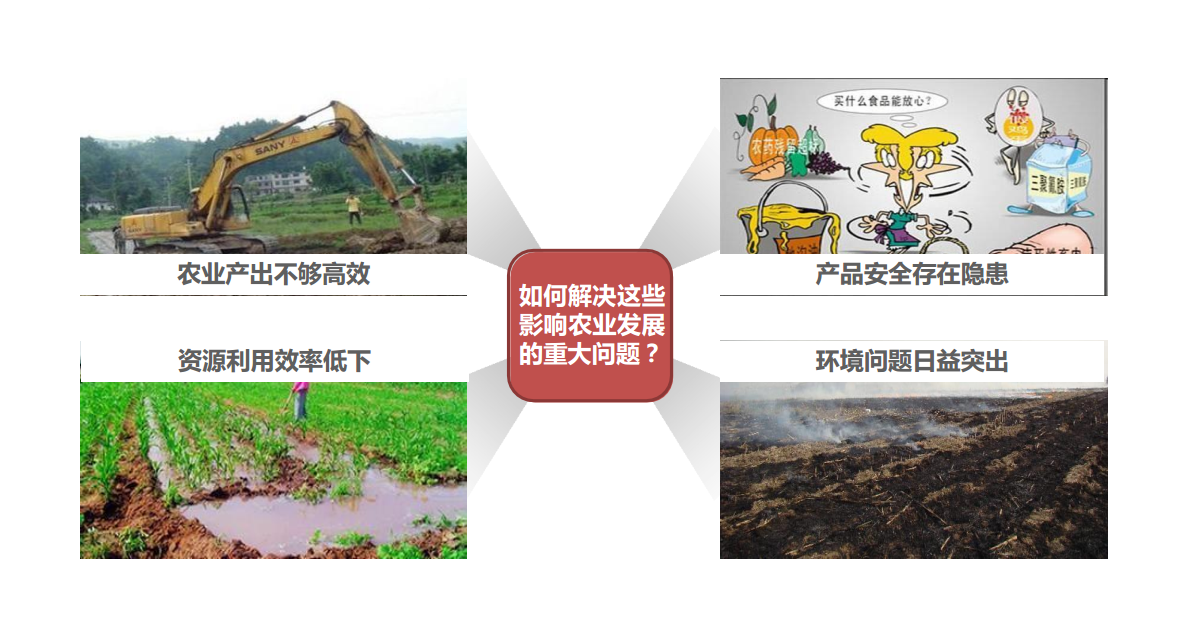 SANY
农业产出不够高效
买什么食品能放心？
农药残留超标
三聚氰胺
产品安全存在隐患
如何解决这些
影响农业发展
的重大问题？
资源利用效率低下
环境问题日益突出